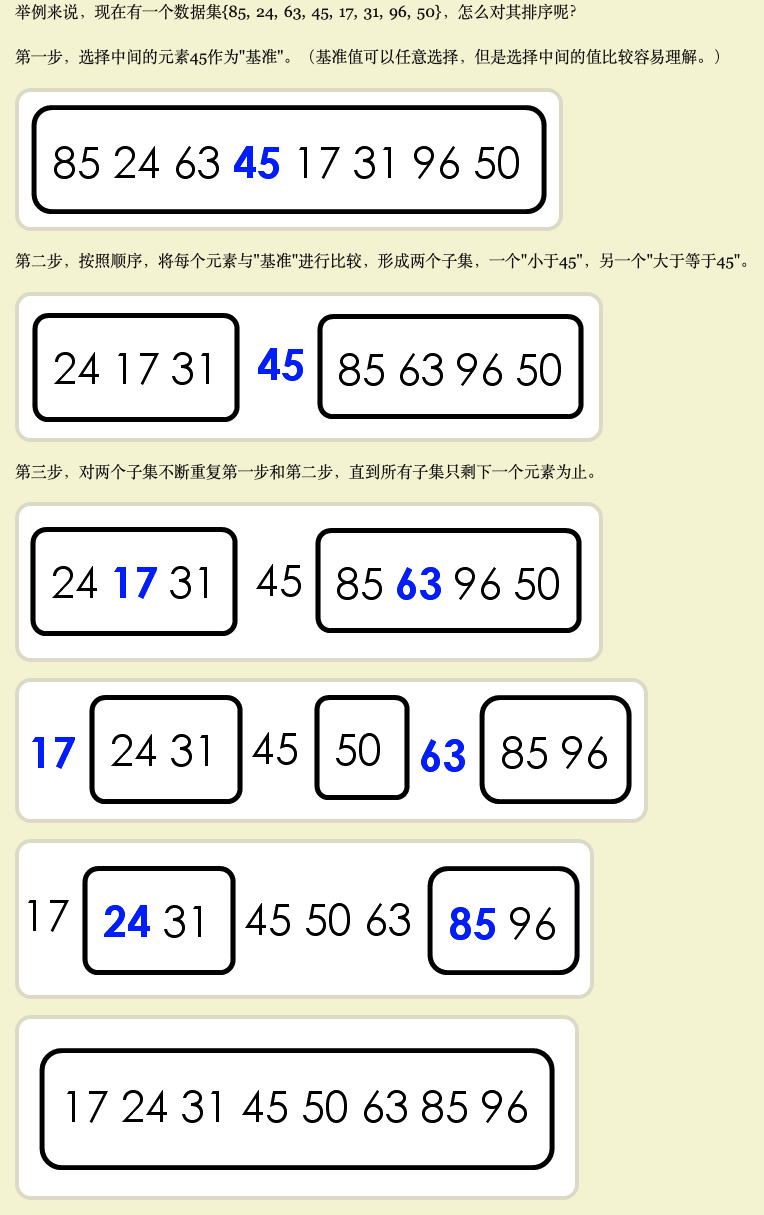 举例来说，现在有一个数据集{85, 24, 63, 45, 17, 31, 96, 50}，怎么对其排序呢？
第一步，选择中间的元素45作为"基准"。（基准值可以任意选择，但是选择中间的值比较容易理解。）
85 24 63 45 17 31 96 50
第二步，按照顺序，将每个元素与"基准"进行比较，形成两个子集，一个"小于45"，另一个"大于等于45"。
24 17 31 45 85 63 96 50
第三步，对两个子集不断重复第一步和第二步，直到所有子集只剩下一个元素为止。
24 17 31 45 85 63 96 50
17 24 31 45 50 63 85 96
17 24 31 45 50 63 85 96
17 24 31 45 50 63 85 96